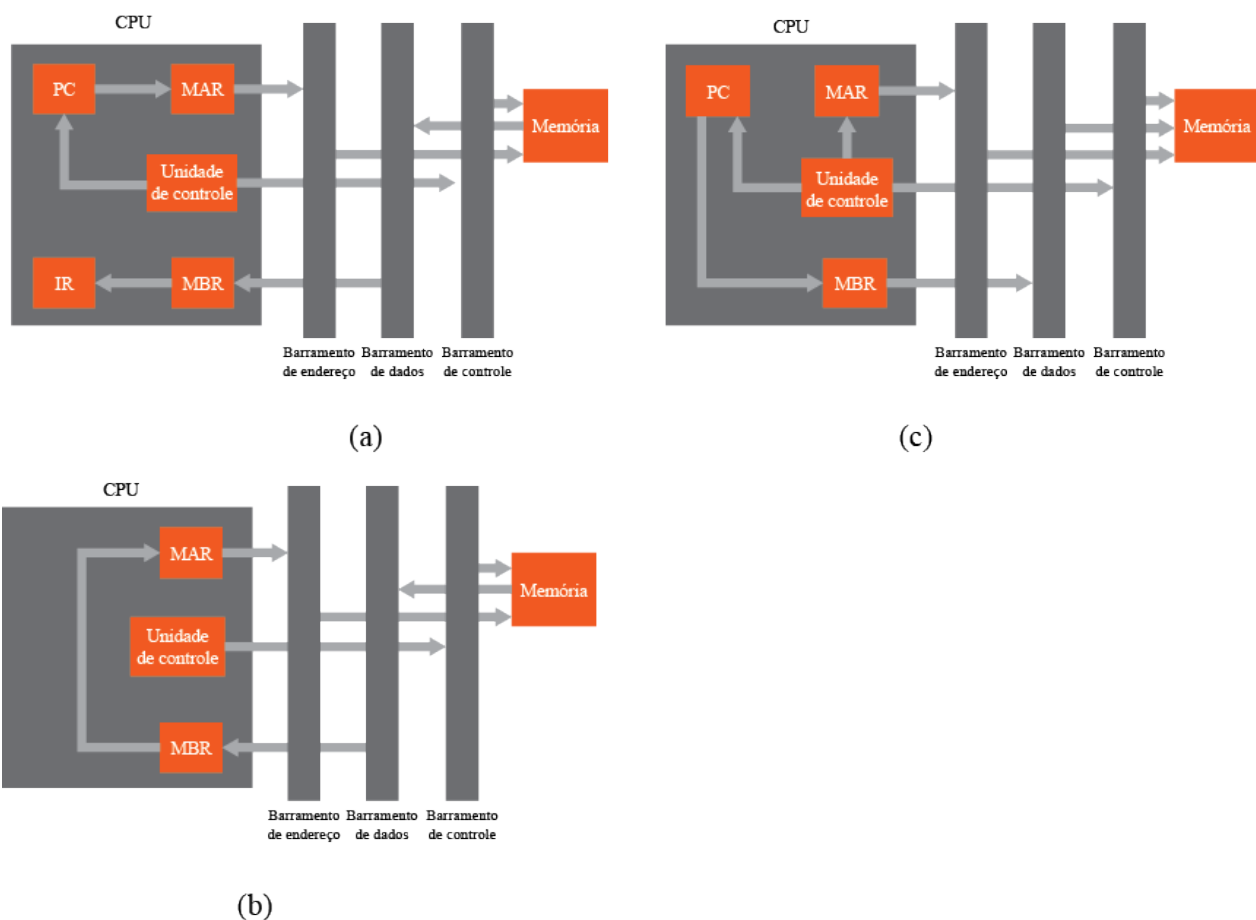 CPU
PC
MAR
Memória
Unidade
de controle
IR
MBR
Barramento
de endereço
Barramento
de dados
Barramento
de controle
(a)
CPU
PC
MAR
Memória
Unidade
de controle
MBR
Barramento
de endereço
Barramento
de dados
Barramento
de controle
(c)
CPU
MAR
Memória
Unidade
de controle
MBR
Barramento
de endereço
Barramento
de dados
Barramento
de controle
(b)